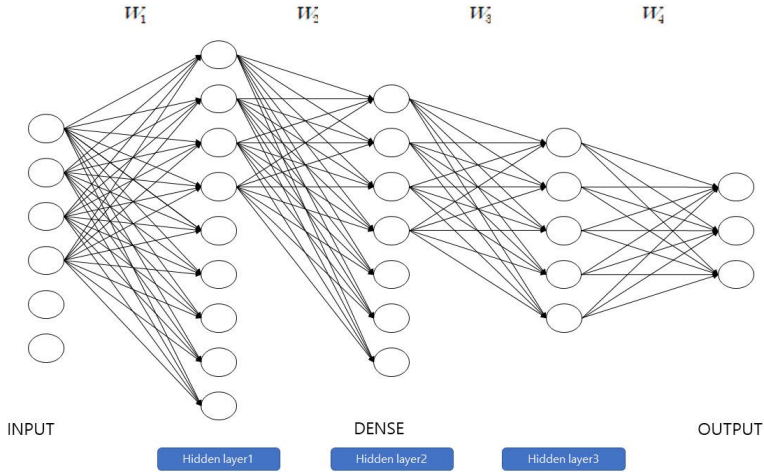 W₁ W₂ W₃ W₄
INPUT DENSE OUTPUT
Hidden layer1 Hidden layer2 Hidden layer3